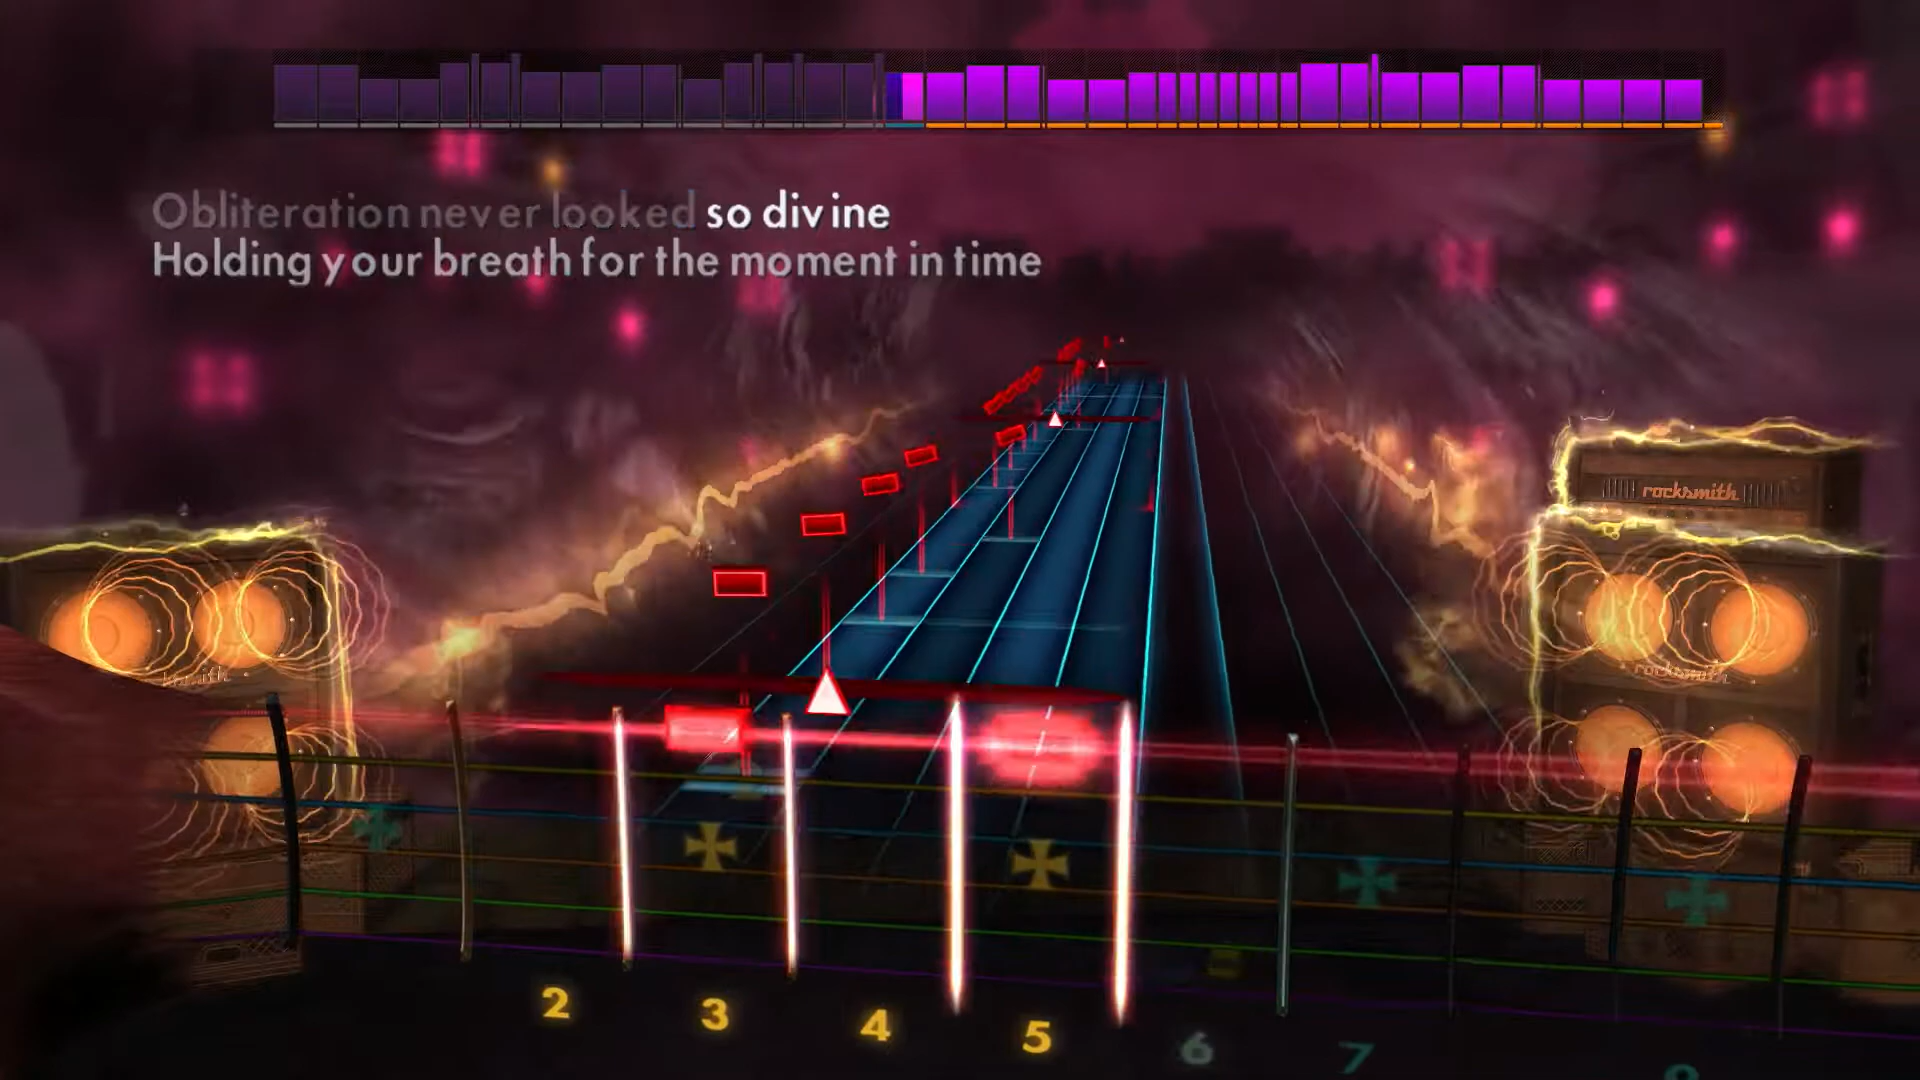 Obliteration never looked so divine
Holding your breath for the moment in time
rocksmith
rocksmith
2 3 4 5 6 7